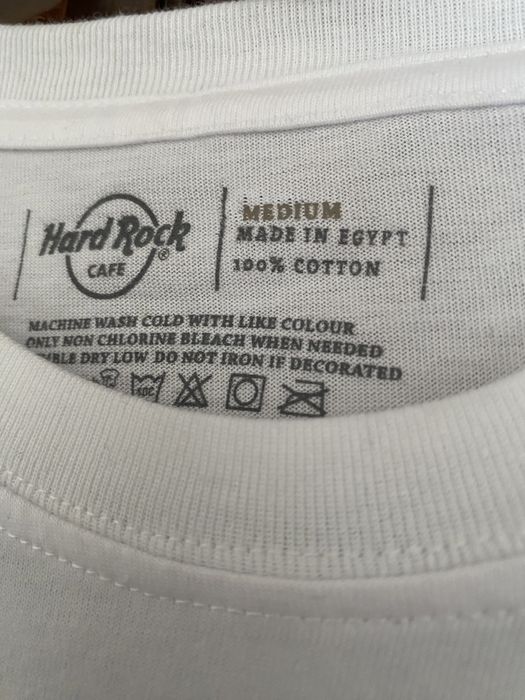 Hard Rock
CAFE
®
MEDIUM
MADE IN EGYPT
100% COTTON
MACHINE WASH COLD WITH LIKE COLOUR
ONLY NON CHLORINE BLEACH WHEN NEEDED
BLE DRY LOW DO NOT IRON IF DECORATED